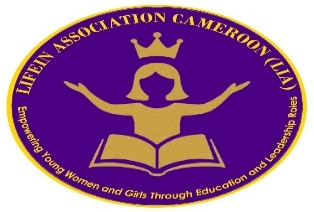 LIFEIN ASSOCIATION CAMEROON (LIA)
Empowering Young Women and Girls Through Education and Leadership Roles